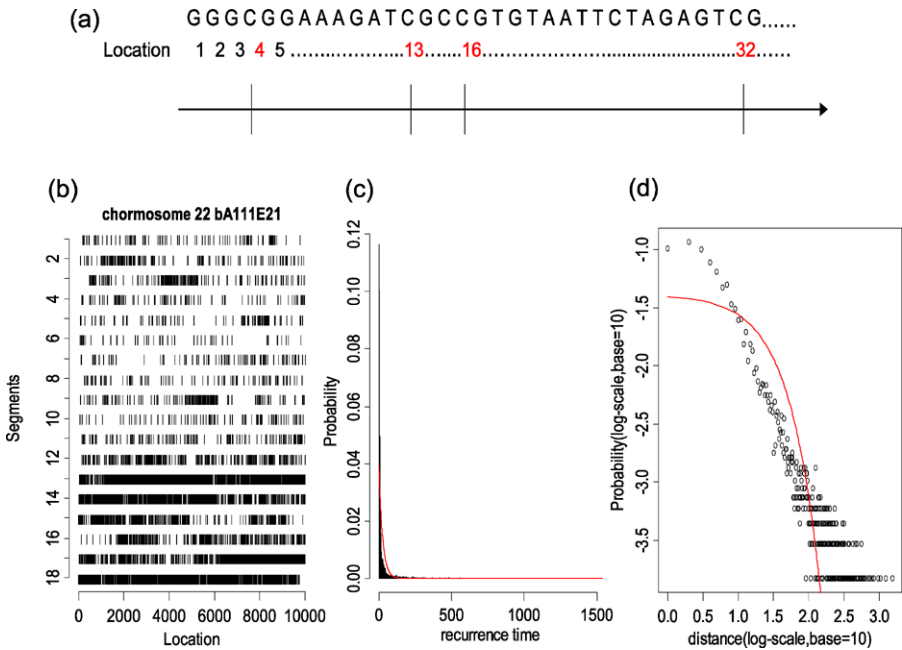 (a)
G G G C G G A A A G A T C G C C G T G T A A T T C T A G A G T C G......
Location 1 2 3 4 5 ......................13......16..........................................32......
(b)
chormosome 22 bA111E21
Segments
2
4
6
8
10
12
14
16
18
0 2000 4000 6000 8000 10000
Location
(c)
Probability
0.12
0.10
0.08
0.06
0.04
0.02
0.00
0 500 1000 1500
recurrence time
(d)
Probability(log-scale,base=10)
-1.0
-1.5
-2.0
-2.5
-3.0
-3.5
0.0 0.5 1.0 1.5 2.0 2.5 3.0
distance(log-scale,base=10)